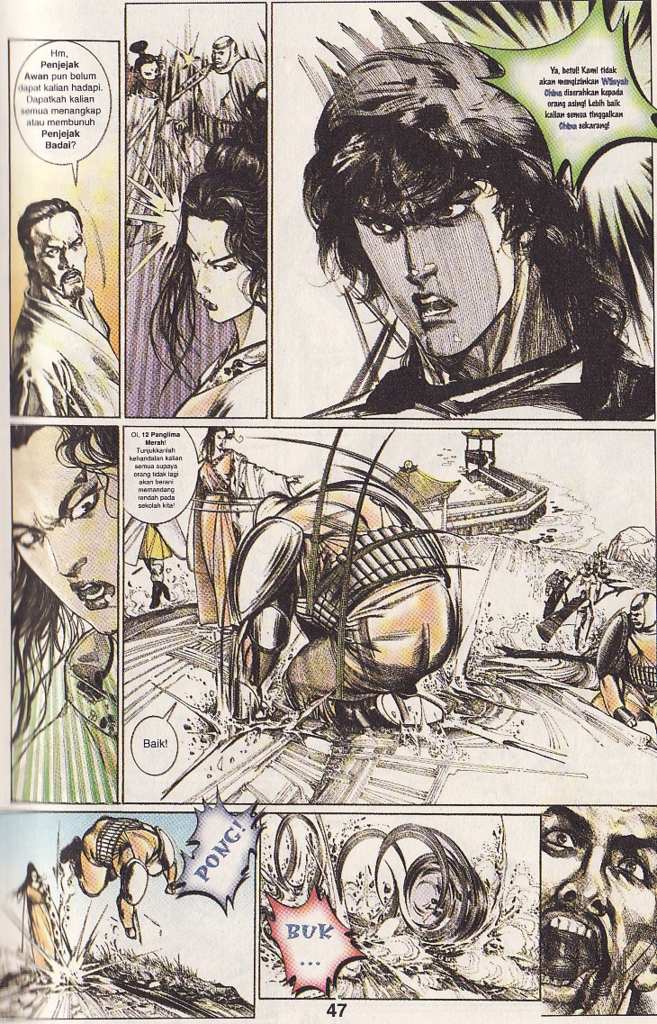 Hm,
Penjejak
Awan pun belum
dapat kalian hadapi.
Dapatkah kalian
semua menangkap
atau membunuh
Penjejak
Badai?
Ya, betul! Kami tidak
akan mengizinkan Wilayah
China diserahkan kepada
orang asing! Lebih baik
kalian semua tinggalkan
China sekarang!
Oi, 12 Panglima
Merah!
Tunjukkanlah
kehandalan kalian
semua supaya
orang tidak lagi
akan berani
memandang
rendah pada
sekolah kita!
Baik!
PONG!
BUK
...
47